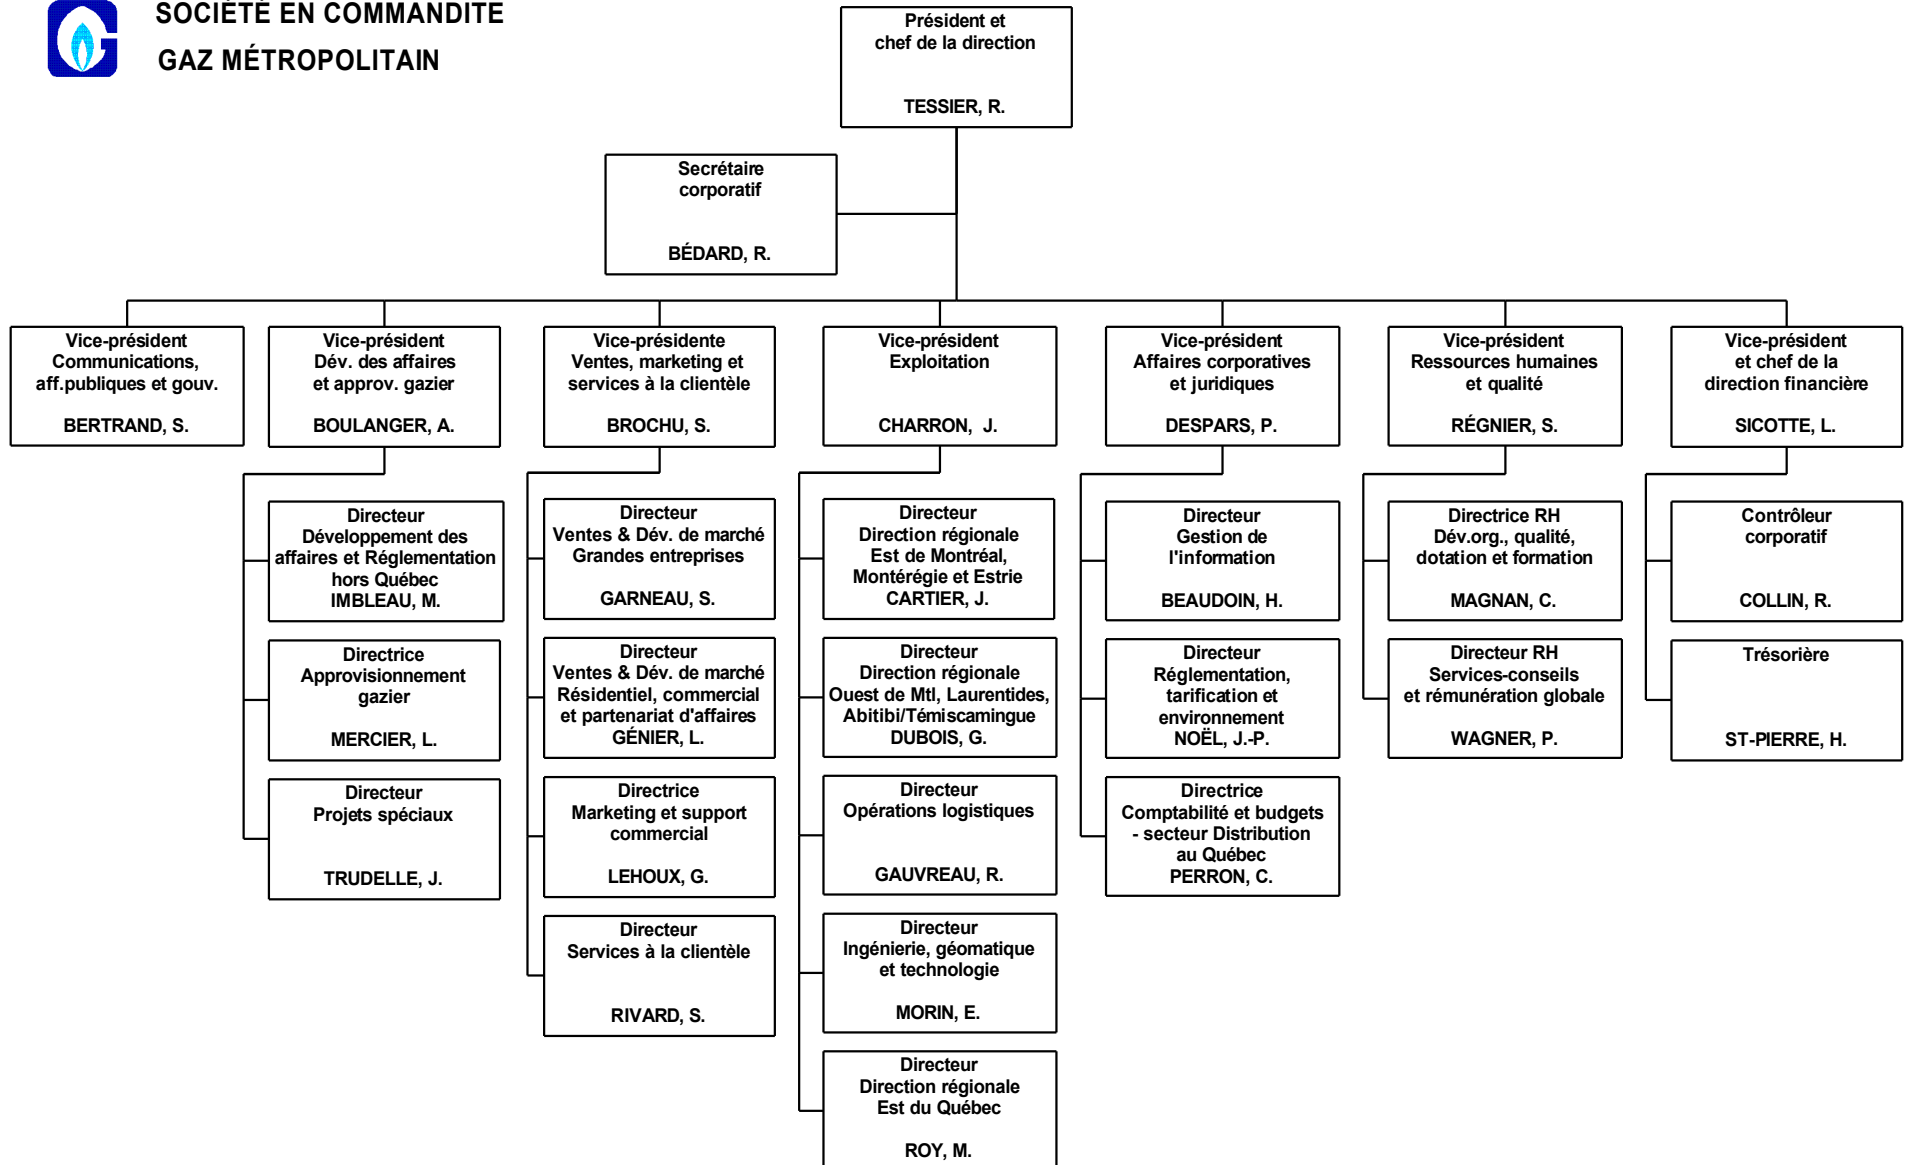 SOCIÉTÉ EN COMMANDITE
GAZ MÉTROPOLITAIN
Président et
chef de la direction
TESSIER, R.
Secrétaire
corporatif
BÉDARD, R.
Vice-président
Communications,
aff.publiques et gouv.
BERTRAND, S.
Vice-président
Dév. des affaires
et approv. gazier
BOULANGER, A.
Vice-présidente
Ventes, marketing et
services à la clientèle
BROCHU, S.
Vice-président
Exploitation
CHARRON, J.
Vice-président
Affaires corporatives
et juridiques
DESPARS, P.
Vice-président
Ressources humaines
et qualité
RÉGNIER, S.
Vice-président
et chef de la
direction financière
SICOTTE, L.
Directeur
Développement des
affaires et Réglementation
hors Québec
IMBLEAU, M.
Directrice
Approvisionnement
gazier
MERCIER, L.
Directeur
Projets spéciaux
TRUDELLE, J.
Directeur
Ventes & Dév. de marché
Grandes entreprises
GARNEAU, S.
Directeur
Ventes & Dév. de marché
Résidentiel, commercial
et partenariat d'affaires
GÉNIER, L.
Directrice
Marketing et support
commercial
LEHOUX, G.
Directeur
Services à la clientèle
RIVARD, S.
Directeur
Direction régionale
Est de Montréal,
Montérégie et Estrie
CARTIER, J.
Directeur
Direction régionale
Ouest de Mtl, Laurentides,
Abitibi/Témiscamingue
DUBOIS, G.
Directeur
Opérations logistiques
GAUVREAU, R.
Directeur
Ingénierie, géomatique
et technologie
MORIN, E.
Directeur
Direction régionale
Est du Québec
ROY, M.
Directeur
Gestion de
l'information
BEAUDOIN, H.
Directeur
Réglementation,
tarification et
environnement
NOËL, J.-P.
Directrice
Comptabilité et budgets
- secteur Distribution
au Québec
PERRON, C.
Directrice RH
Dév.org., qualité,
dotation et formation
MAGNAN, C.
Directeur RH
Services-conseils
et rémunération globale
WAGNER, P.
Contrôleur
corporatif
COLLIN, R.
Trésorière
ST-PIERRE, H.